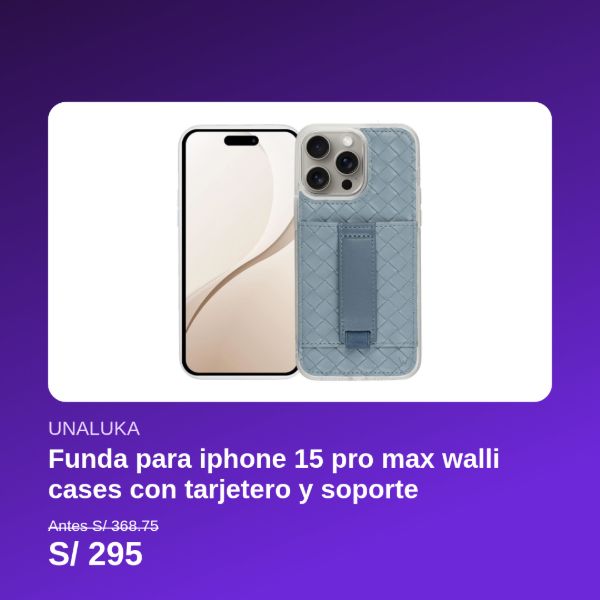 UNALUKA
Funda para iphone 15 pro max walli
cases con tarjetero y soporte
Antes S/ 368.75
S/ 295